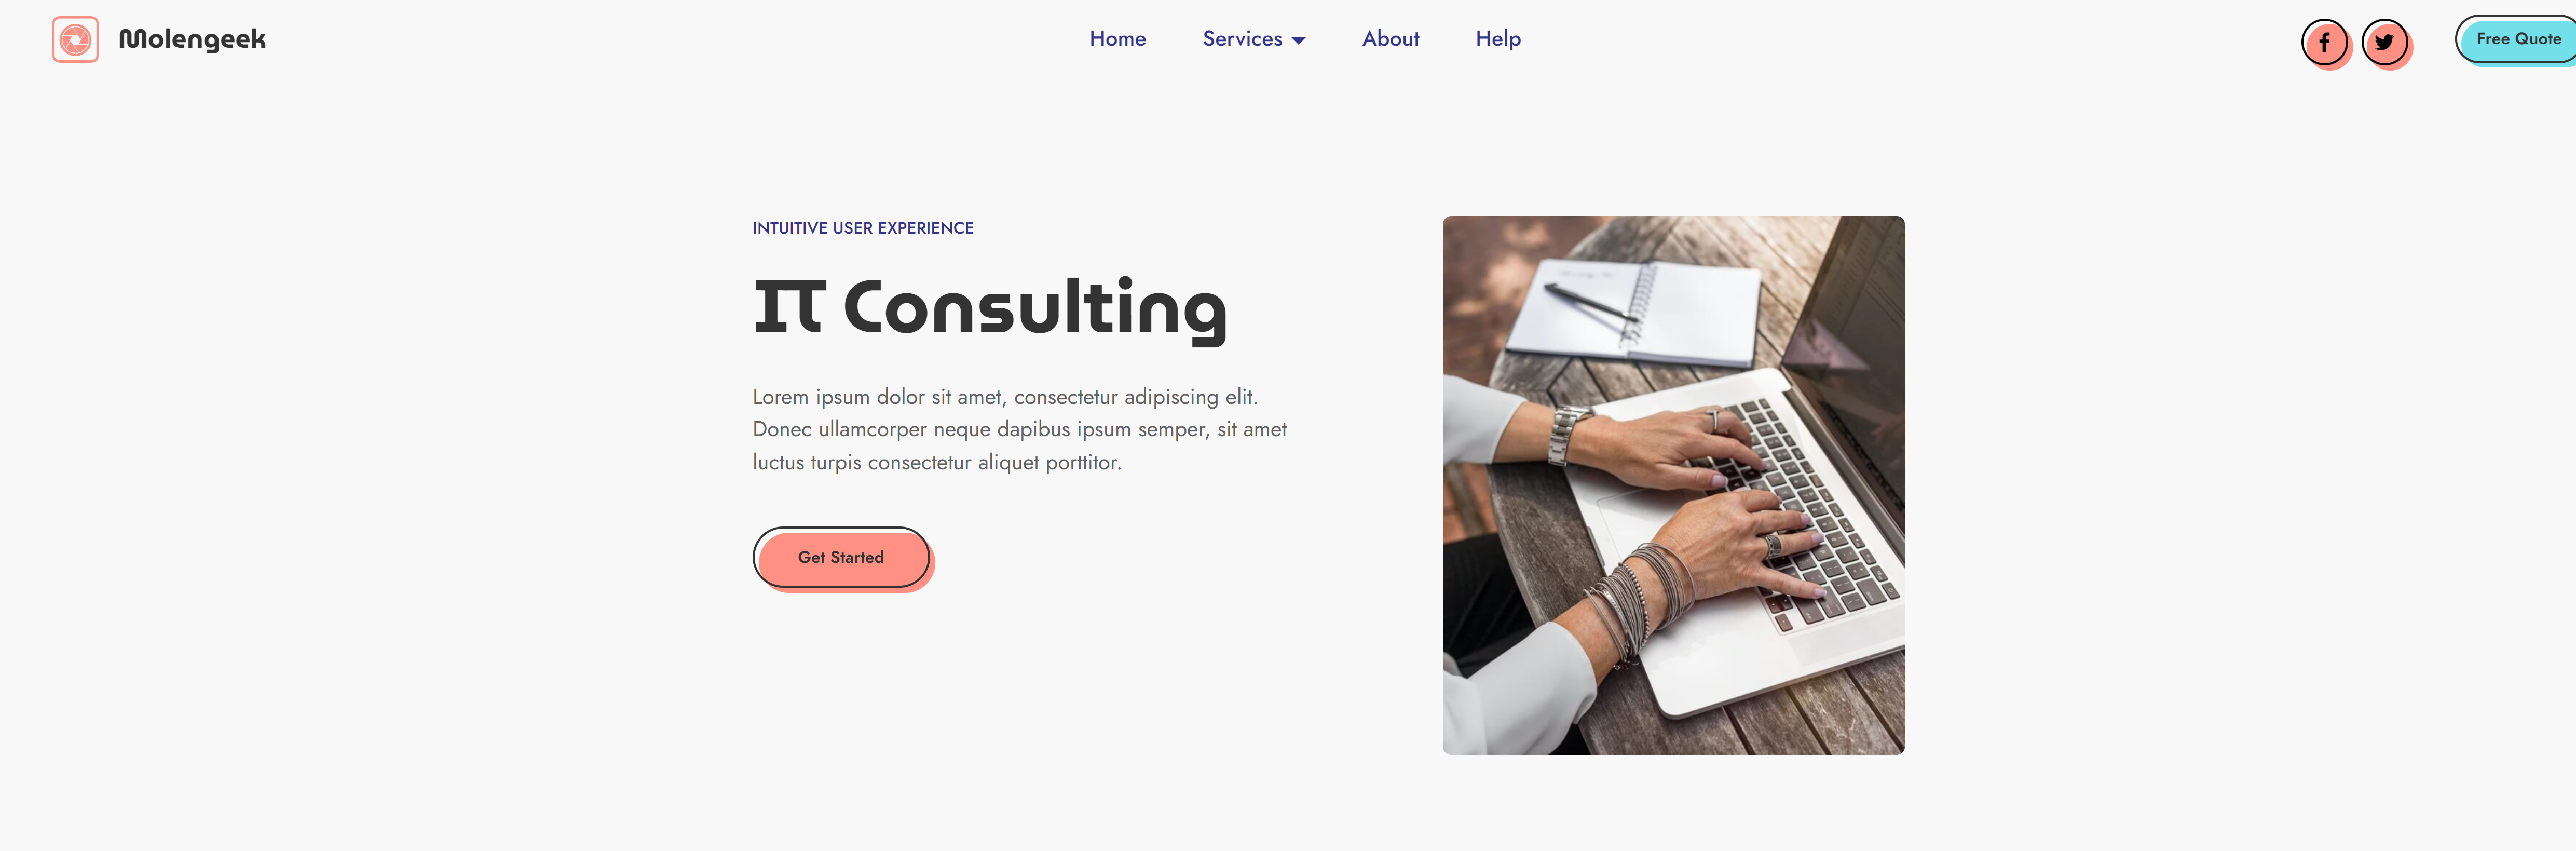 Molengeek
Home
Services
About
Help
Free Quote
INTUITIVE USER EXPERIENCE
IT Consulting
Lorem ipsum dolor sit amet, consectetur adipiscing elit.
Donec ullamcorper neque dapibus ipsum semper, sit amet
luctus turpis consectetur aliquet porttitor.
Get Started